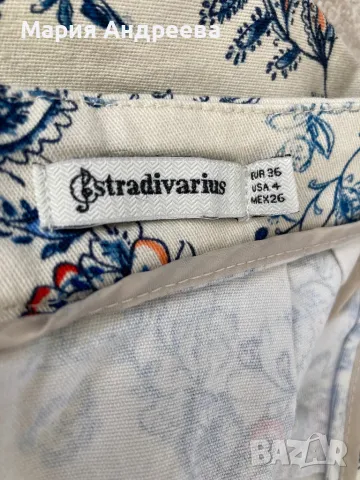 Мария Андреева
stradivarius
EUR 36
USA 4
MEX 26
BAZAR